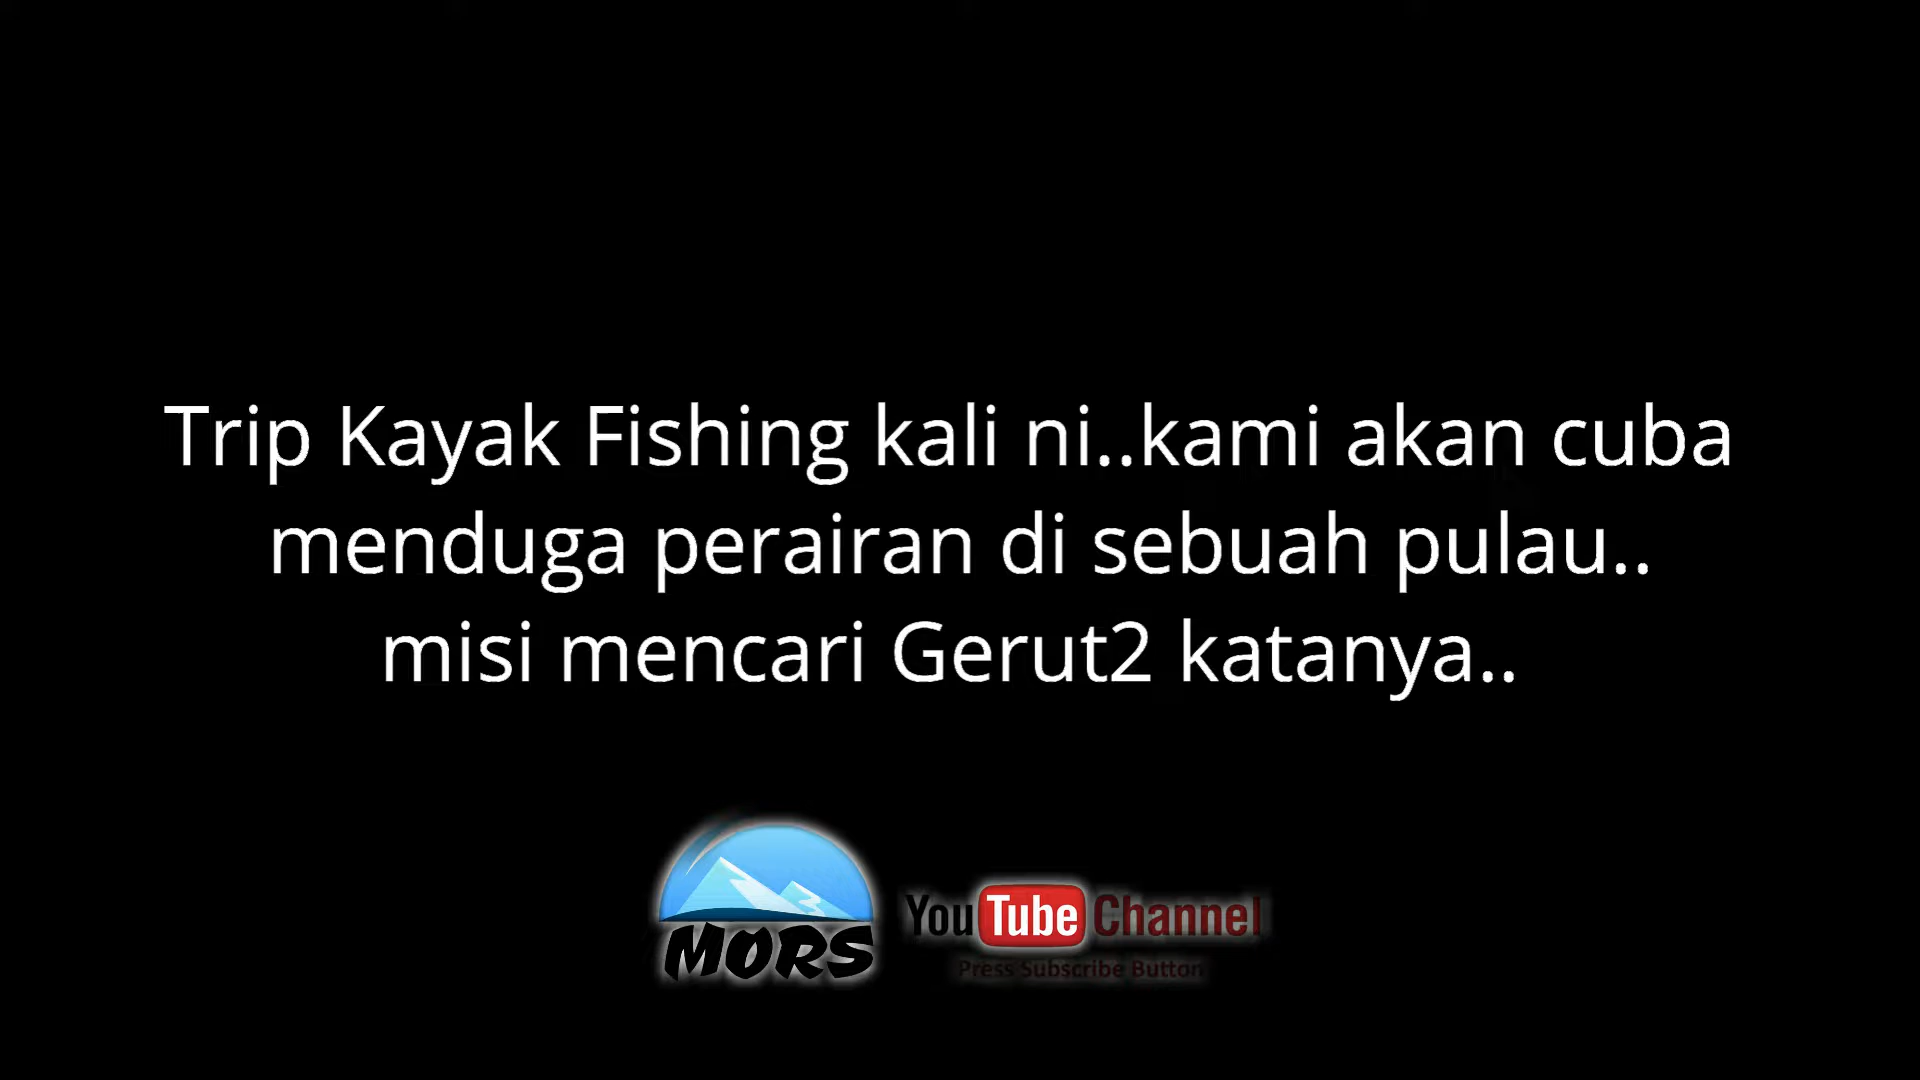 Trip Kayak Fishing kali ni..kami akan cuba
menduga perairan di sebuah pulau..
misi mencari Gerut2 katanya..
MORS
YouTube Channel
Press Subscribe Button